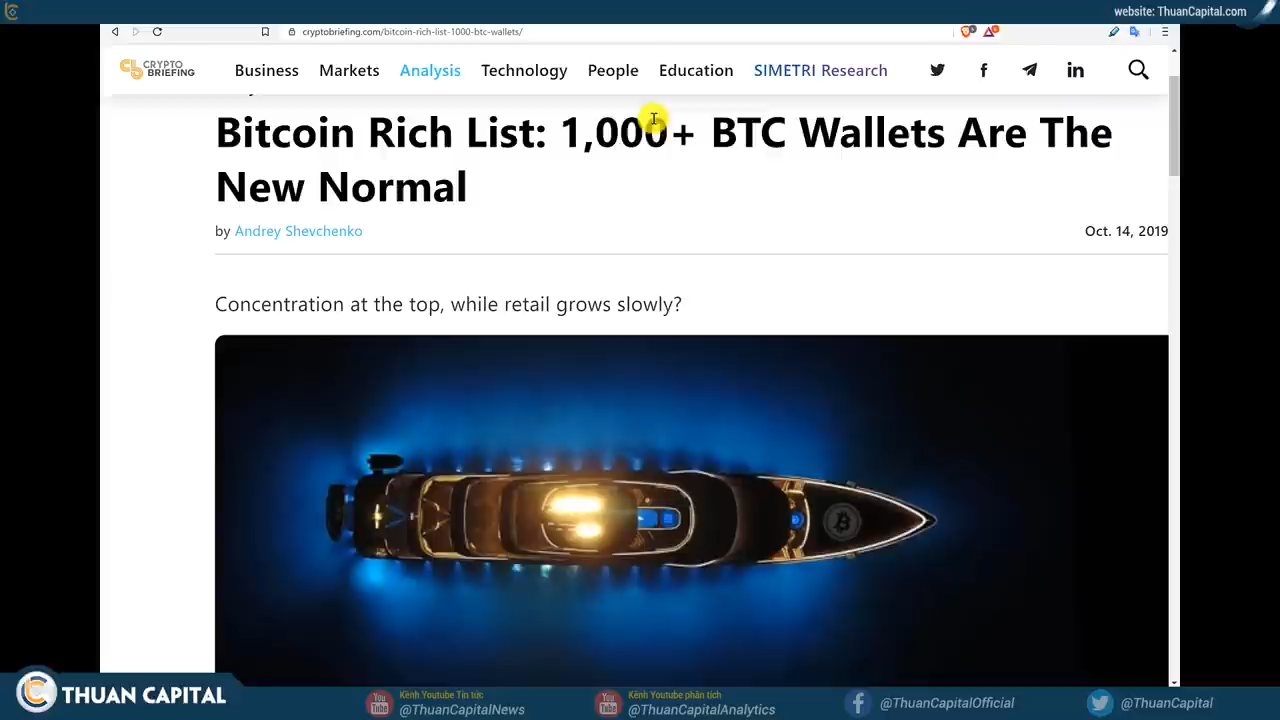 website: ThuanCapital.com
cryptobriefing.com/bitcoin-rich-list-1000-btc-wallets/
CRYPTO BRIEFING
Business Markets Analysis Technology People Education SIMETRI Research
Bitcoin Rich List: 1,000+ BTC Wallets Are The
New Normal
by Andrey Shevchenko
Oct. 14, 2019
Concentration at the top, while retail grows slowly?
THUAN CAPITAL
Kênh Youtube Tin tức
@ThuanCapitalNews
Kênh Youtube phân tích
@ThuanCapitalAnalytics
@ThuanCapitalOfficial
@ThuanCapital